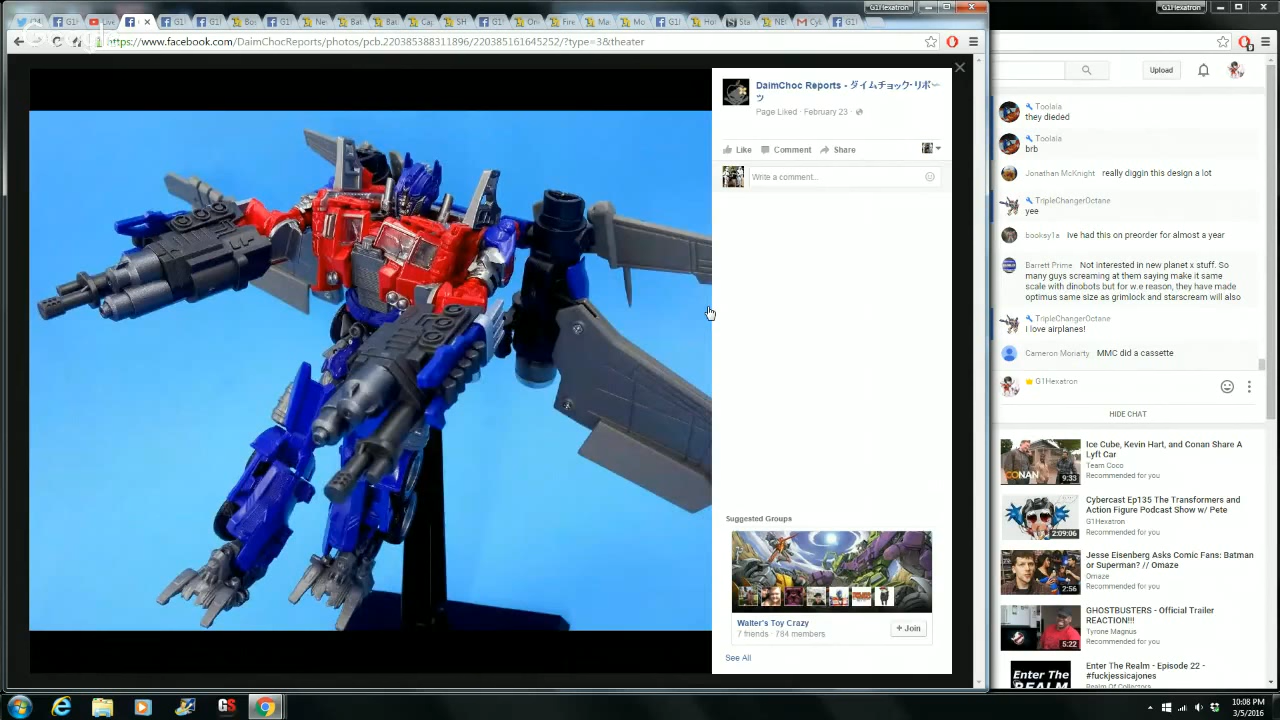 G1Hexatron
G1Hexatron
https://www.facebook.com/DaimChocReports/photos/pcb.220385388311896/220385161645252/?type=3&theater
Upload
DaimChoc Reports - ダイムチョック・リポー
ツ
Page Liked · February 23 ·
Like Comment Share
Write a comment...
Suggested Groups
Walter's Toy Crazy
7 friends · 784 members
+ Join
See All
Toolala
they dieded
Toolala
brb
Jonathan McKnight really diggin this design a lot
TripleChangerOctane
yee
booksy1a Ive had this on preorder for almost a year
Barrett Prime Not interested in new planet x stuff. So
many guys screaming at them saying make it same
scale with dinobots but for w.e reason, they have made
optimus same size as grimlock and starscream will also
TripleChangerOctane
I love airplanes!
Cameron Moriarty MMC did a cassette
G1Hexatron
HIDE CHAT
CONAN
9:33
Ice Cube, Kevin Hart, and Conan Share A
Lyft Car
Team Coco
Recommended for you
2:09:06
Cybercast Ep135 The Transformers and
Action Figure Podcast Show w/ Pete
G1Hexatron
Recommended for you
2:56
Jesse Eisenberg Asks Comic Fans: Batman
or Superman? // Omaze
Omaze
Recommended for you
5:22
GHOSTBUSTERS - Official Trailer
REACTION!!!
Tyrone Magnus
Recommended for you
Enter The
REALM
Enter The Realm - Episode 22 -
#fuckjessicajones
Realm Of Collectors
GS
10:08 PM
3/5/2016